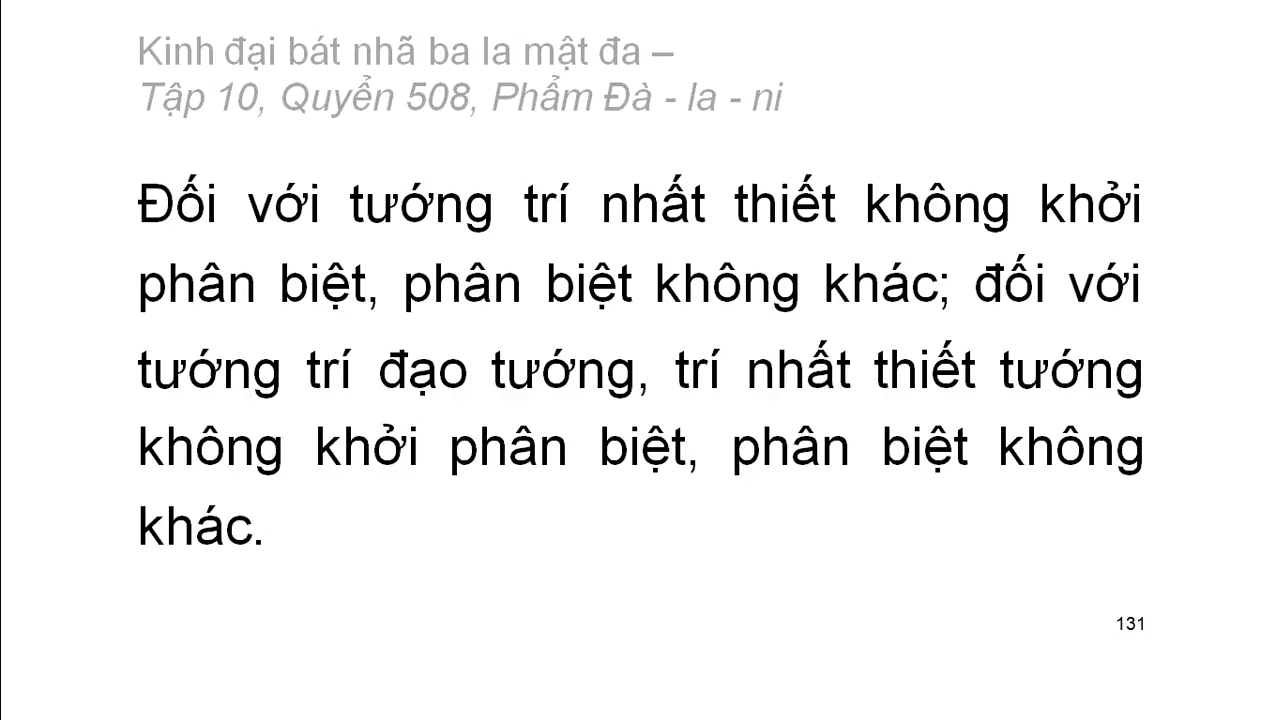 Kinh đại bát nhã ba la mật đa –
Tập 10, Quyển 508, Phẩm Đà - la - ni
Đối với tướng trí nhất thiết không khởi
phân biệt, phân biệt không khác; đối với
tướng trí đạo tướng, trí nhất thiết tướng
không khởi phân biệt, phân biệt không
khác.
131